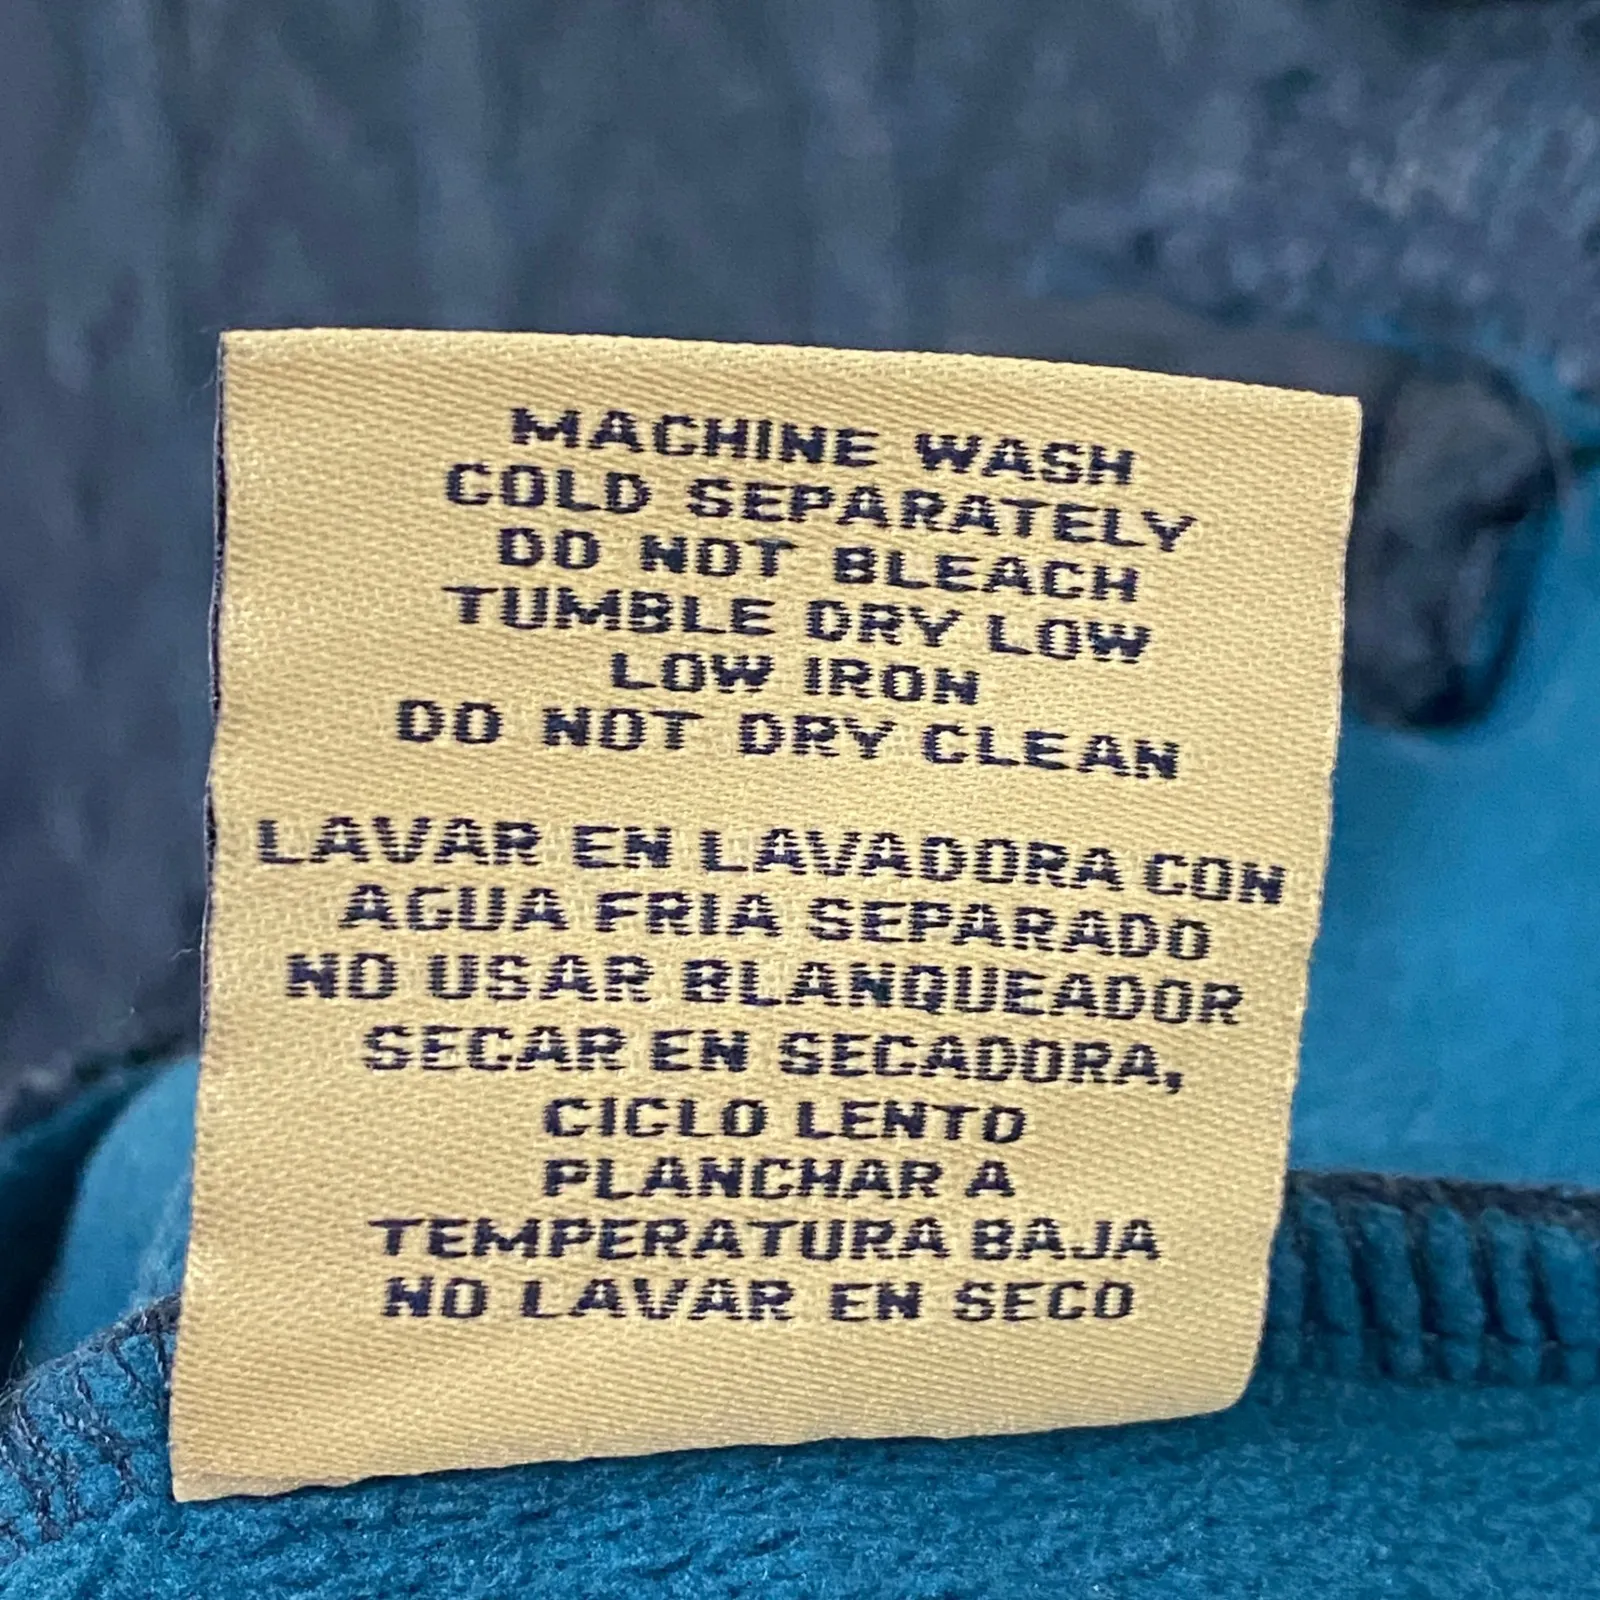 MACHINE WASH
COLD SEPARATELY
DO NOT BLEACH
TUMBLE DRY LOW
LOW IRON
DO NOT DRY CLEAN
LAVAR EN LAVADORA CON
AGUA FRIA SEPARADO
NO USAR BLANQUEADOR
SECAR EN SECADORA,
CICLO LENTO
PLANCHAR A
TEMPERATURA BAJA
NO LAVAR EN SECO